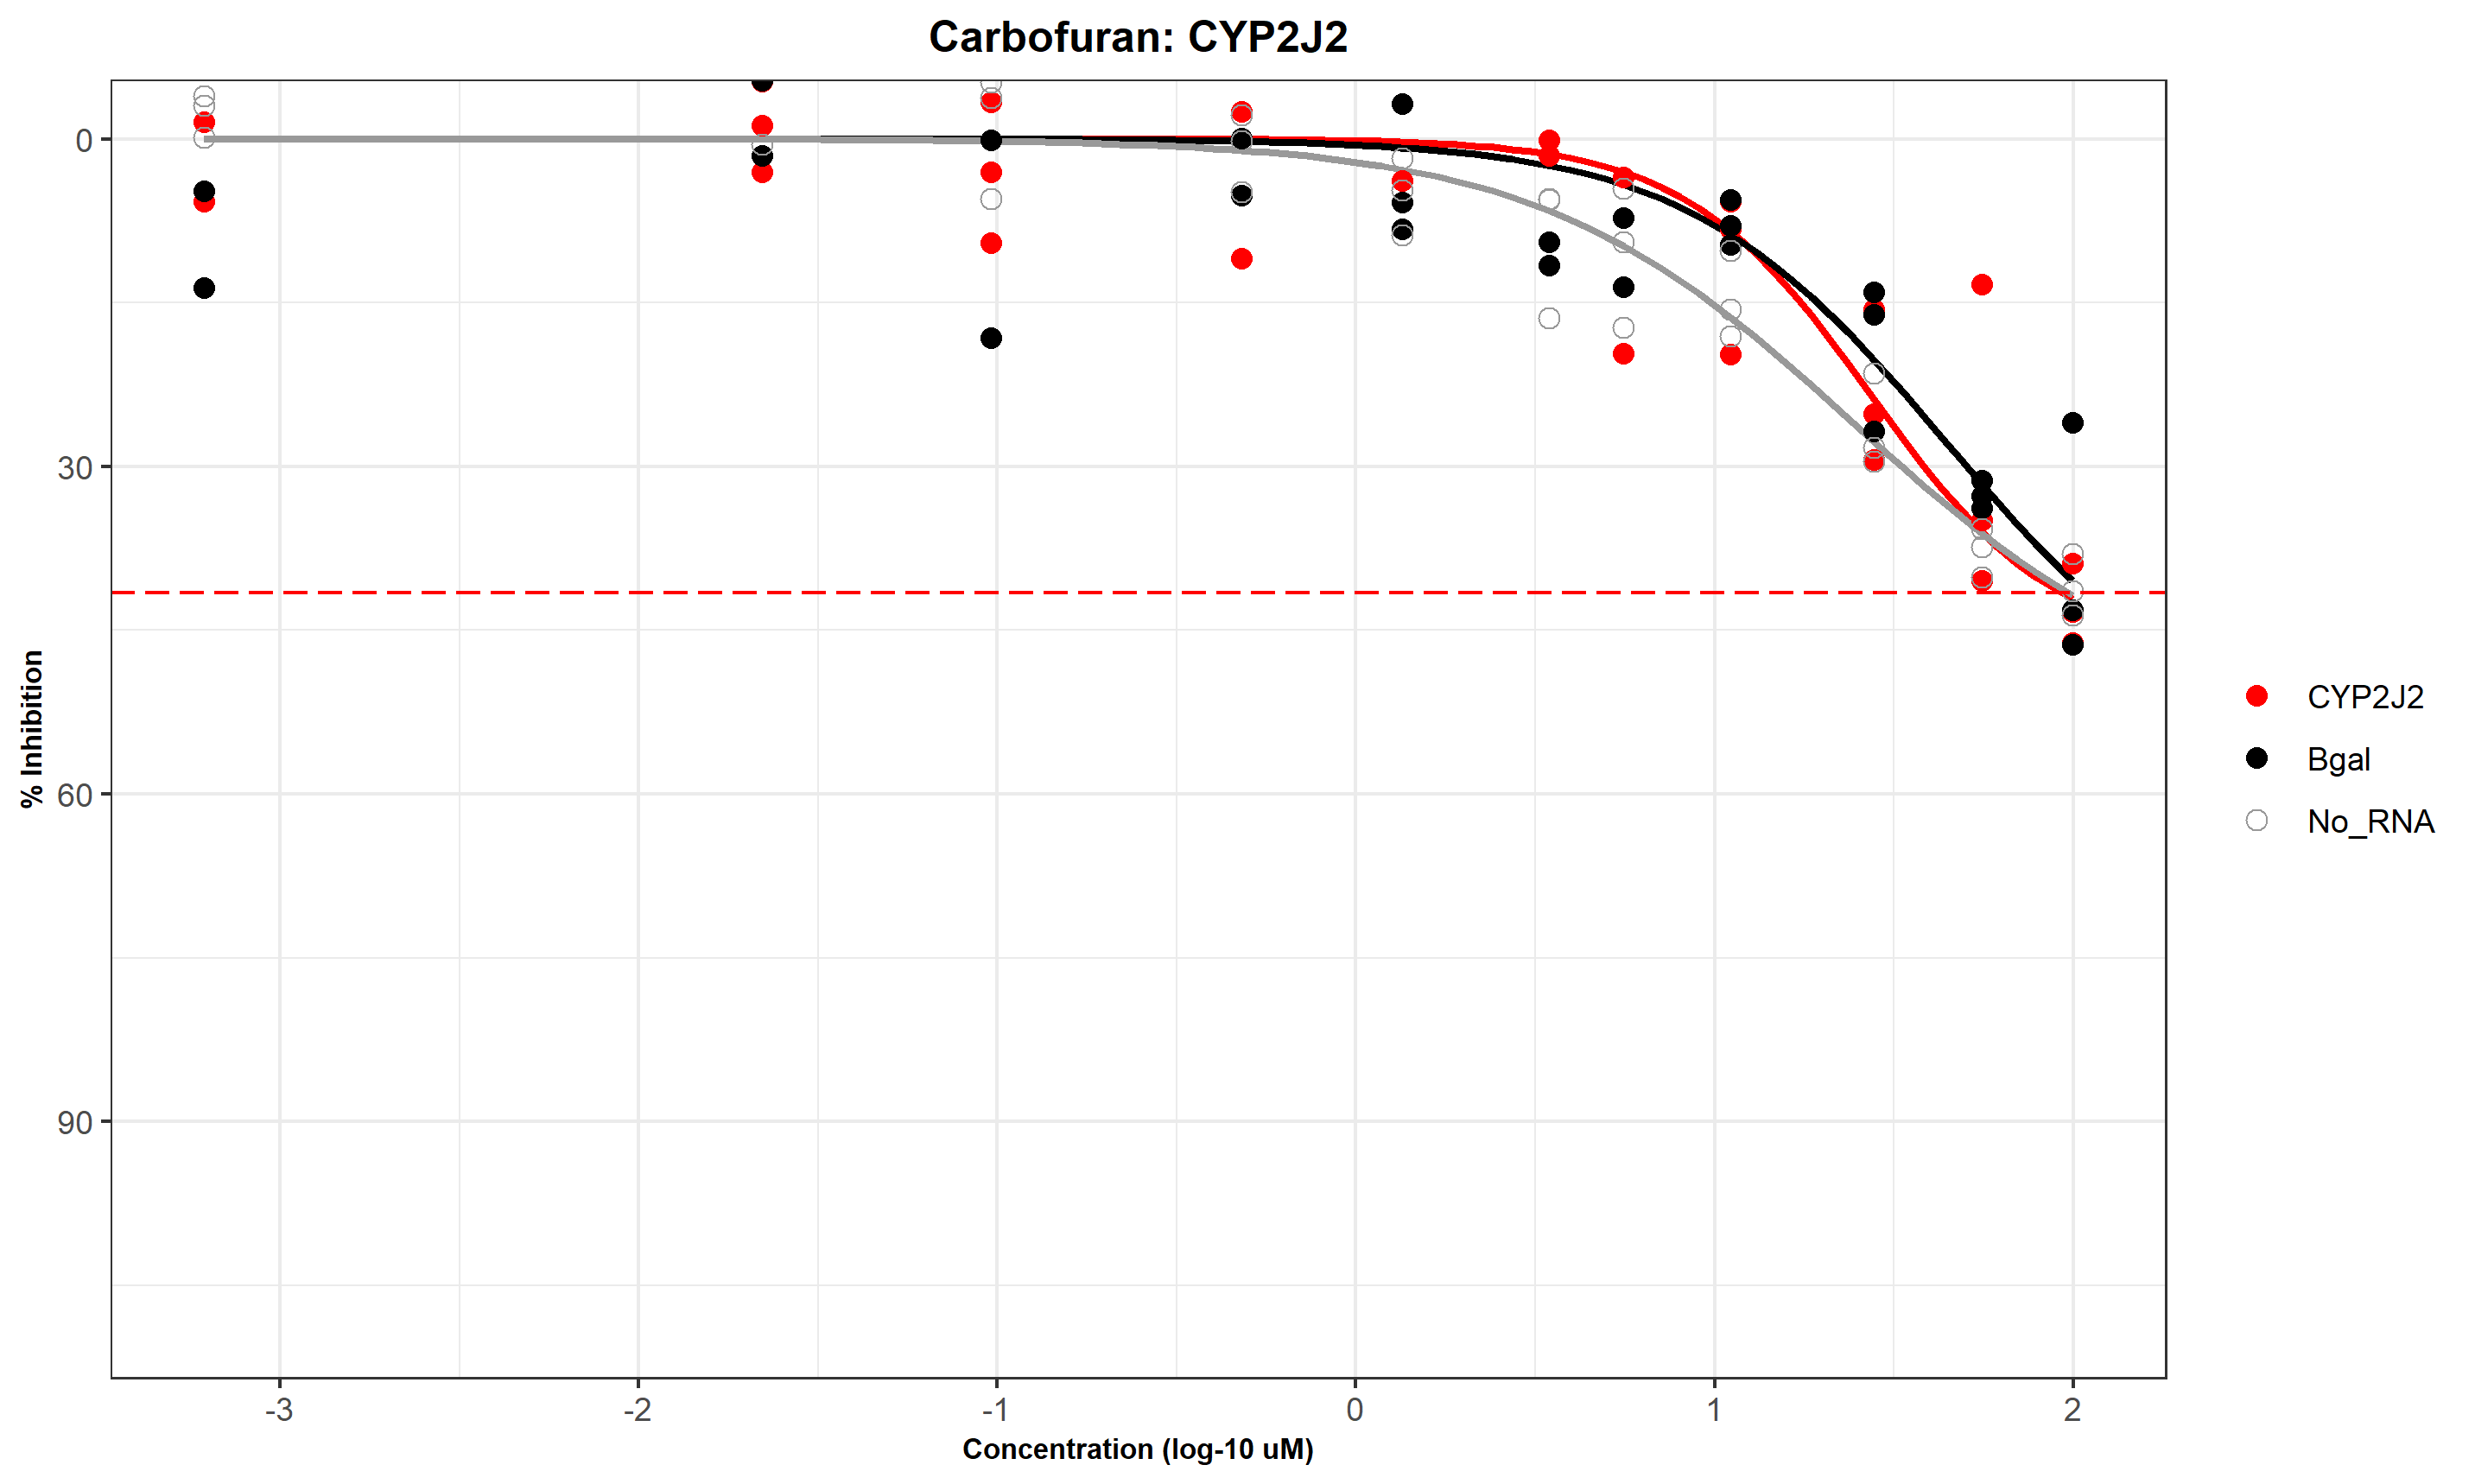 Carbofuran: CYP2J2
% Inhibition
0
30
60
90
-3
-2
-1
0
1
2
Concentration (log-10 uM)
CYP2J2
Bgal
No_RNA